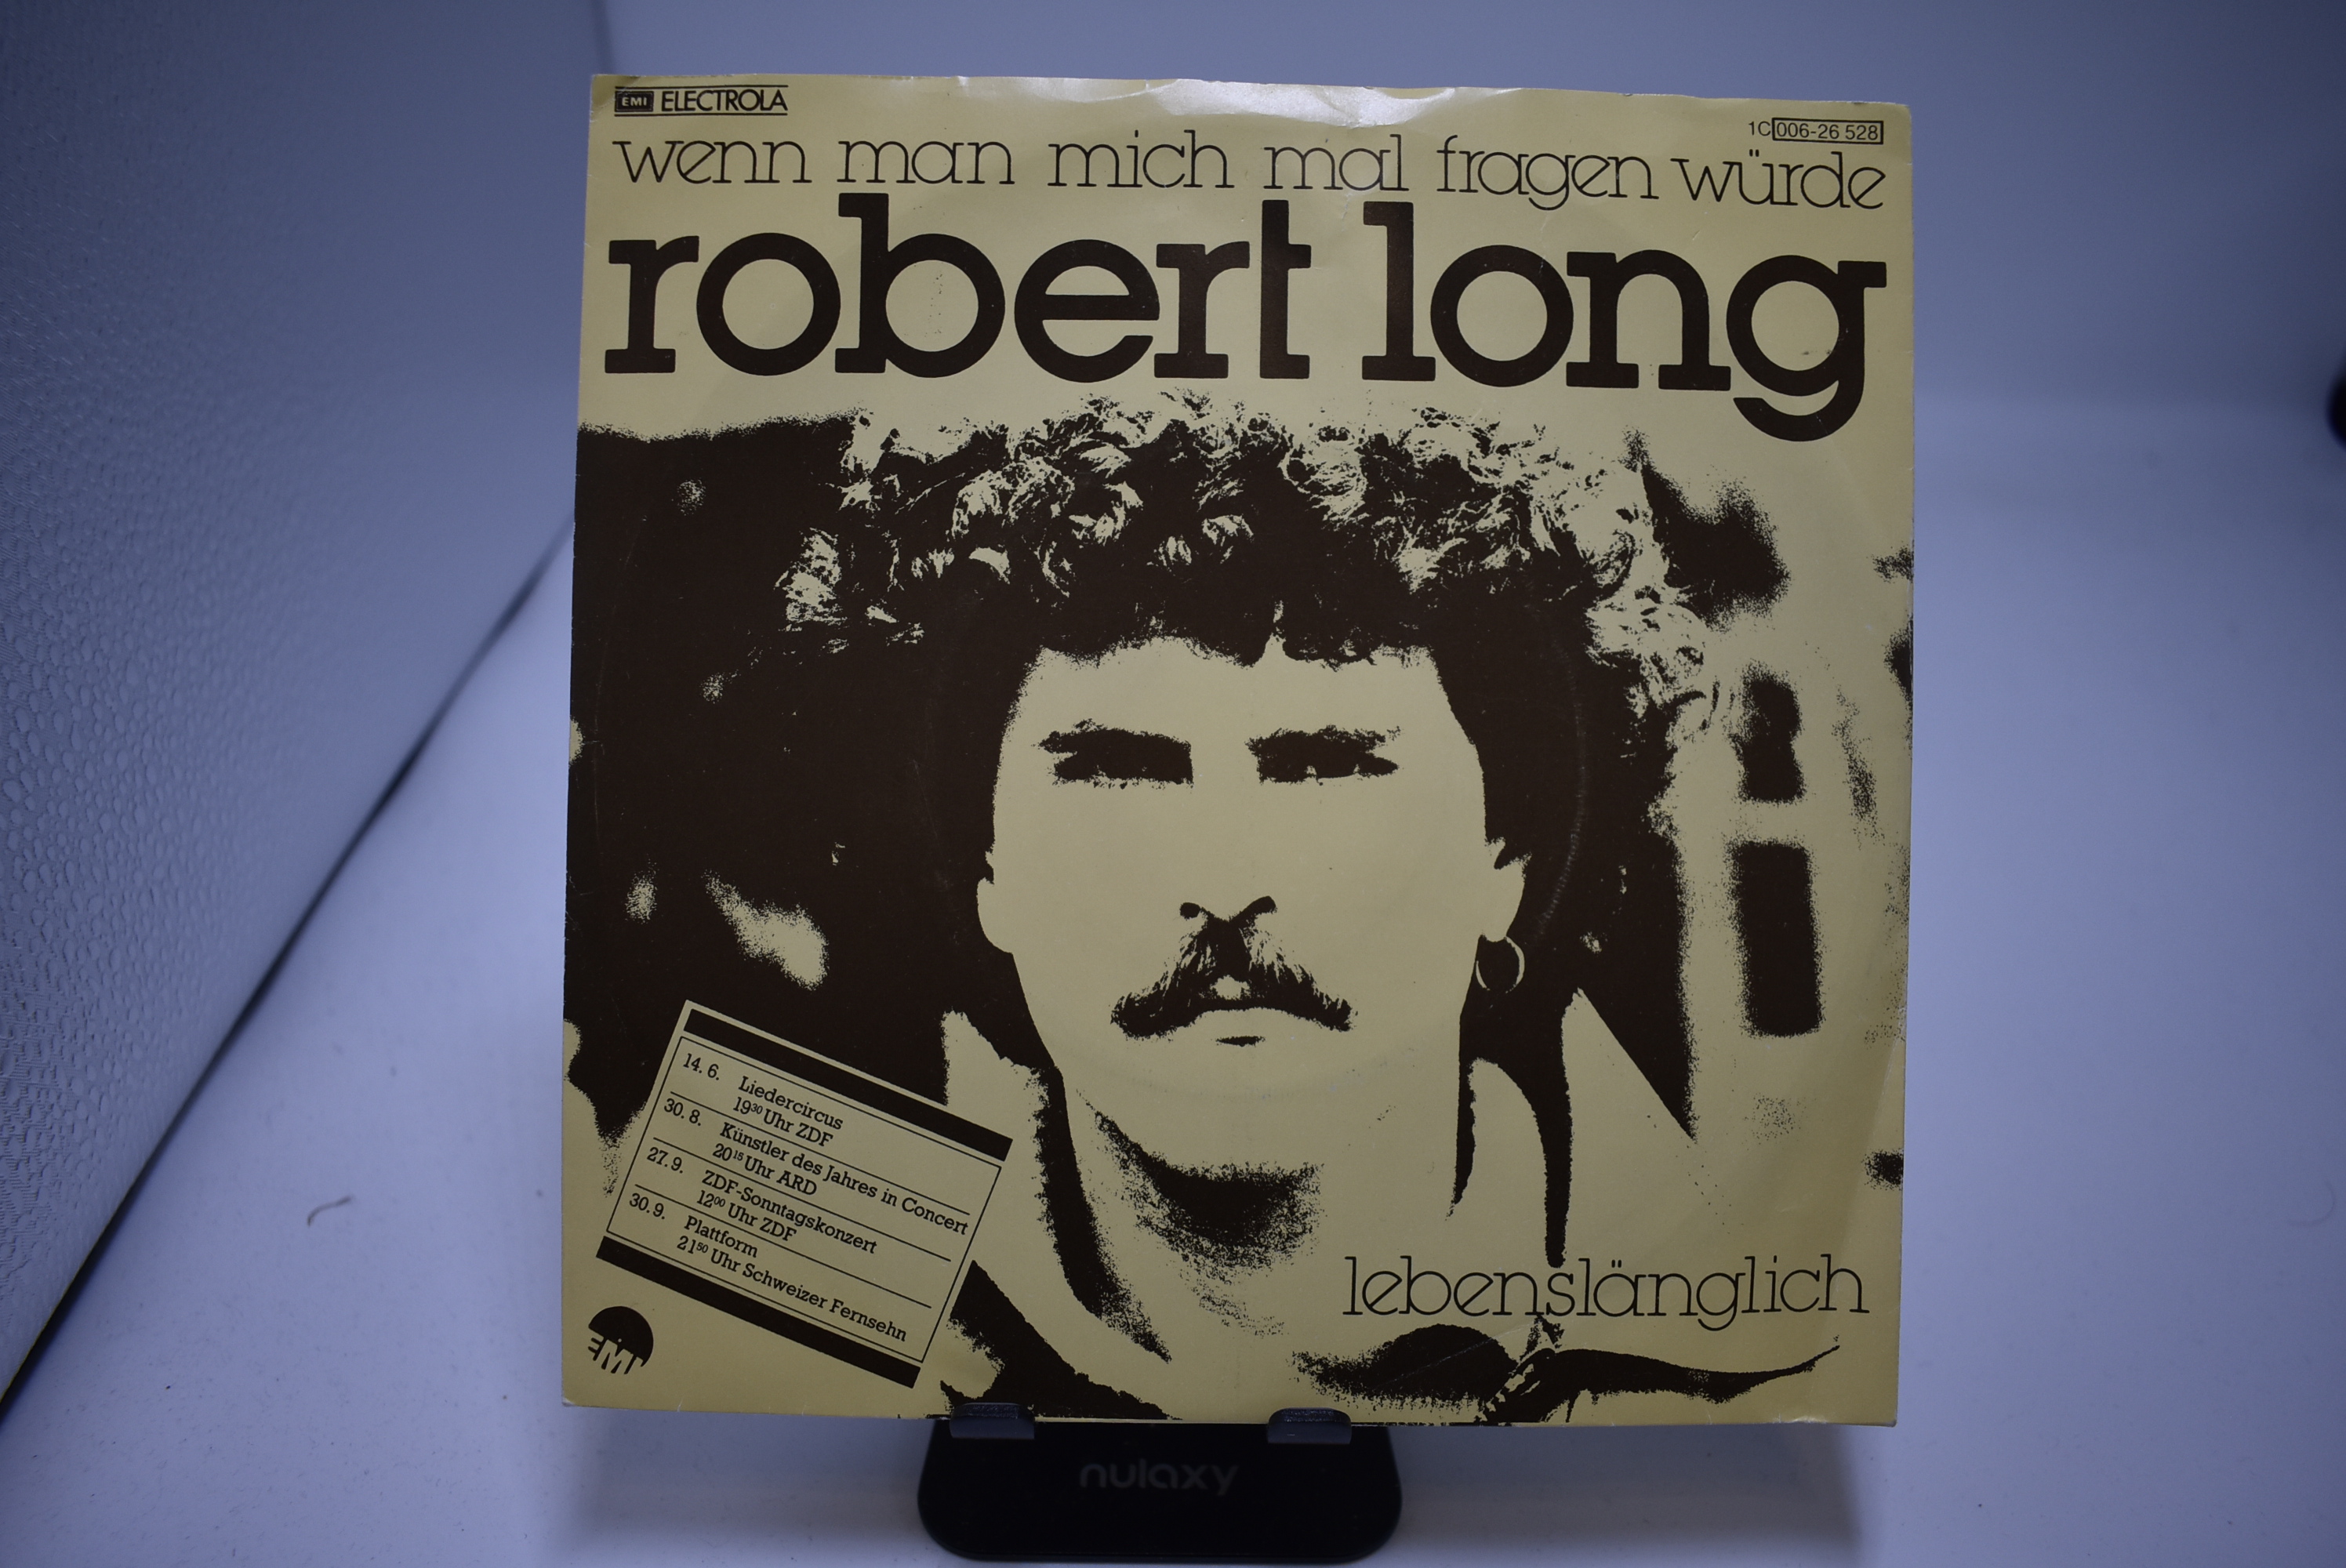 EMI ELECTROLA
1C 006-26 528
wenn man mich mal fragen würde
robert long
14. 6. Liedercircus
19³⁰ Uhr ZDF
30. 8. Künstler des Jahres in Concert
20¹⁵ Uhr ARD
27. 9. ZDF-Sonntagskonzert
12⁰⁰ Uhr ZDF
30. 9. Plattform
21⁵⁰ Uhr Schweizer Fernsehn
lebenslänglich
EMI
nulaxy